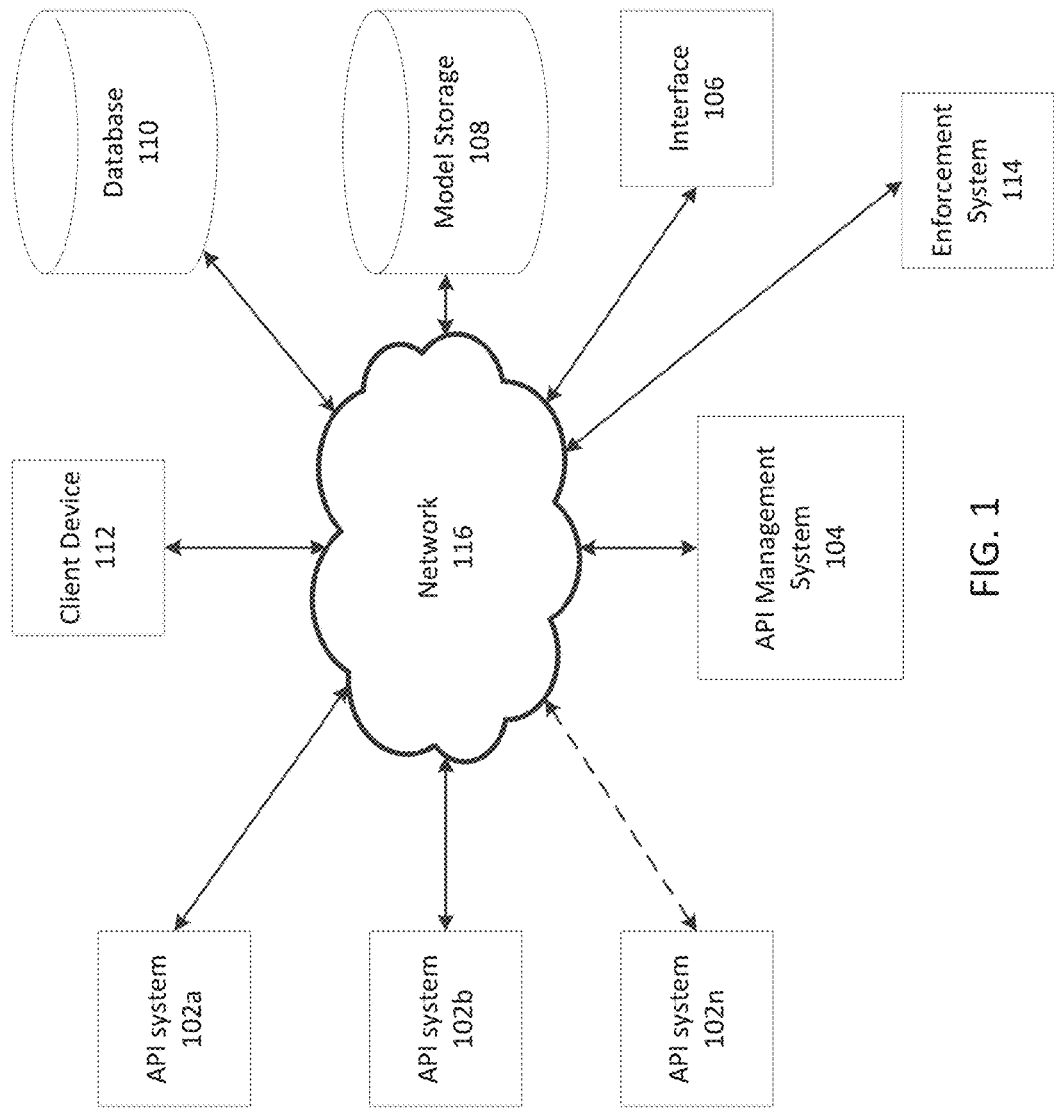 Client Device
112
Database
110
API system
102a
API system
102b
API system
102n
Network
116
Model Storage
108
Interface
106
API Management
System
104
Enforcement
System
114
FIG. 1